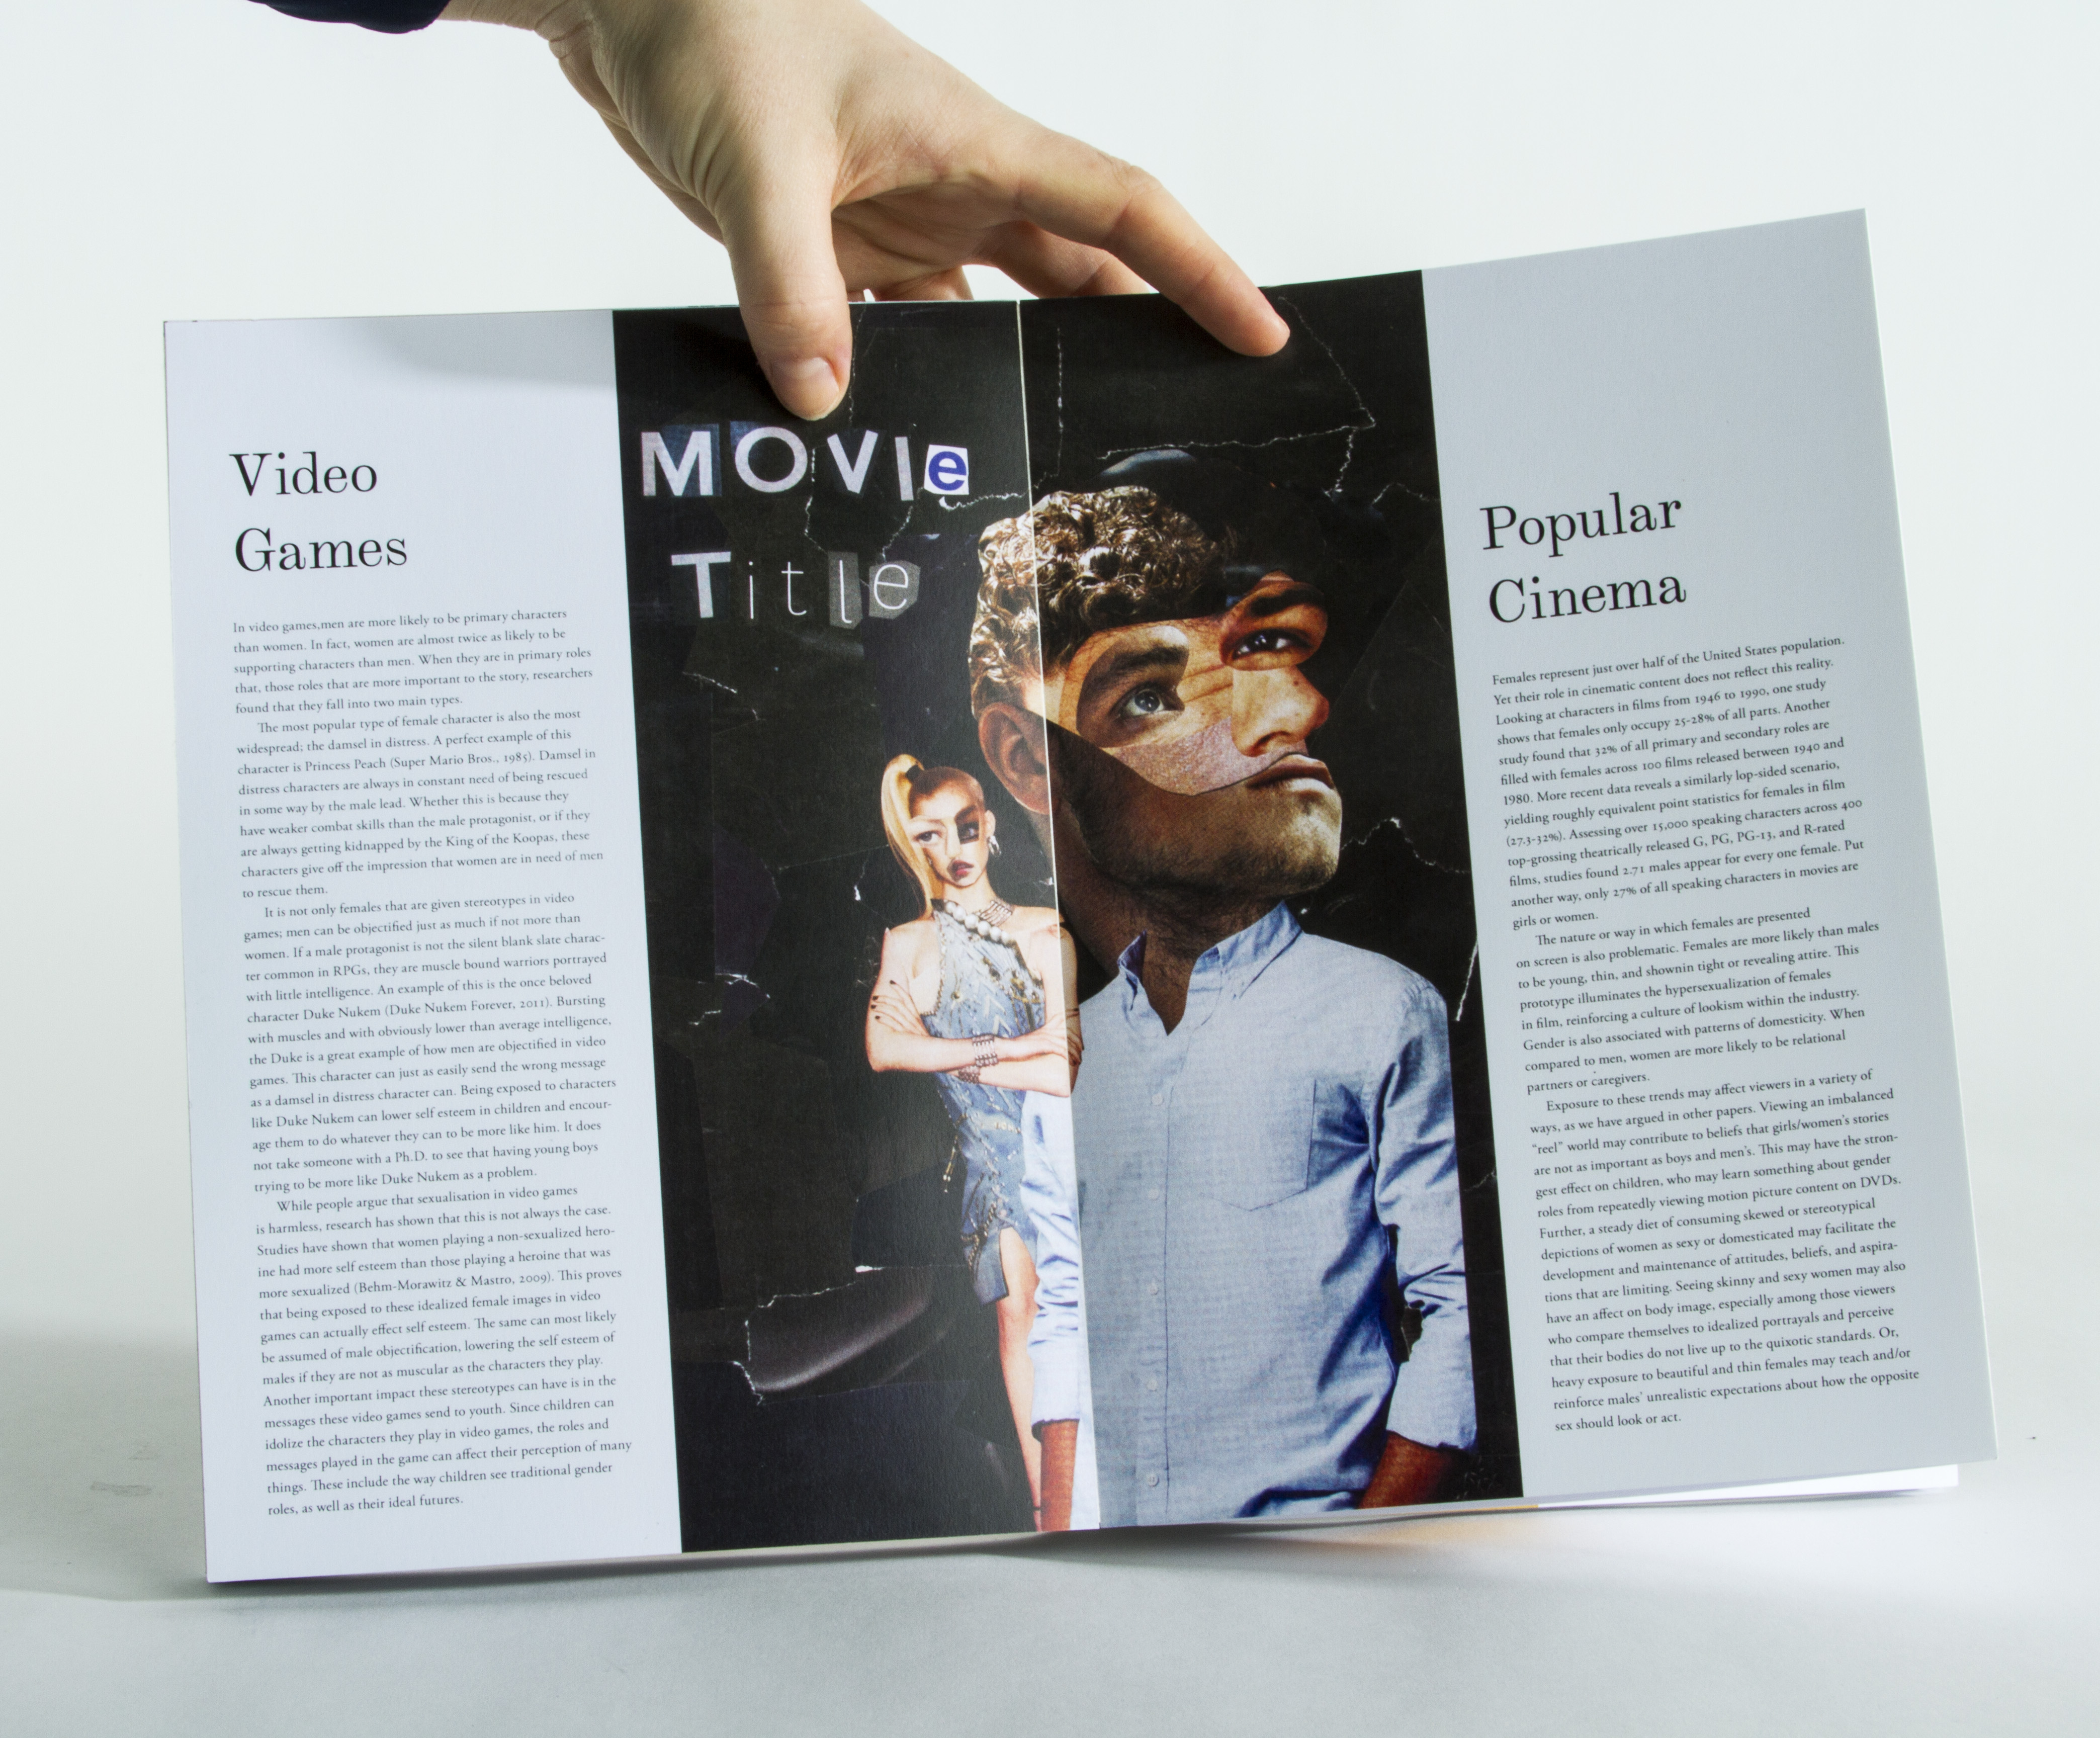 Video
Games
In video games,men are more likely to be primary characters
than women. In fact, women are almost twice as likely to be
supporting characters than men. When they are in primary roles
that, those roles that are more important to the story, researchers
found that they fall into two main types.
The most popular type of female character is also the most
widespread; the damsel in distress. A perfect example of this
character is Princess Peach (Super Mario Bros., 1985). Damsel in
distress characters are always in constant need of being rescued
in some way by the male lead. Whether this is because they
have weaker combat skills than the male protagonist, or if they
are always getting kidnapped by the King of the Koopas, these
characters give off the impression that women are in need of men
to rescue them.
It is not only females that are given stereotypes in video
games; men can be objectified just as much if not more than
women. If a male protagonist is not the silent blank slate charac-
ter common in RPGs, they are muscle bound warriors portrayed
with little intelligence. An example of this is the once beloved
character Duke Nukem (Duke Nukem Forever, 2011). Bursting
with muscles and with obviously lower than average intelligence,
the Duke is a great example of how men are objectified in video
games. This character can just as easily send the wrong message
as a damsel in distress character can. Being exposed to characters
like Duke Nukem can lower self esteem in children and encour-
age them to do whatever they can to be more like him. It does
not take someone with a Ph.D. to see that having young boys
trying to be more like Duke Nukem as a problem.
While people argue that sexualisation in video games
is harmless, research has shown that this is not always the case.
Studies have shown that women playing a non-sexualized hero-
ine had more self esteem than those playing a heroine that was
more sexualized (Behm-Morawitz & Mastro, 2009). This proves
that being exposed to these idealized female images in video
games can actually effect self esteem. The same can most likely
be assumed of male objectification, lowering the self esteem of
males if they are not as muscular as the characters they play.
Another important impact these stereotypes can have is in the
messages these video games send to youth. Since children can
idolize the characters they play in video games, the roles and
messages played in the game can affect their perception of many
things. These include the way children see traditional gender
roles, as well as their ideal futures.
MOVIe
Title
Popular
Cinema
Females represent just over half of the United States population.
Yet their role in cinematic content does not reflect this reality.
Looking at characters in films from 1946 to 1990, one study
shows that females only occupy 25-28% of all parts. Another
study found that 32% of all primary and secondary roles are
filled with females across 100 films released between 1940 and
1980. More recent data reveals a similarly lop-sided scenario,
yielding roughly equivalent point statistics for females in film
(27.3-32%). Assessing over 15,000 speaking characters across 400
top-grossing theatrically released G, PG, PG-13, and R-rated
films, studies found 2.71 males appear for every one female. Put
another way, only 27% of all speaking characters in movies are
girls or women.
The nature or way in which females are presented
on screen is also problematic. Females are more likely than males
to be young, thin, and shownin tight or revealing attire. This
prototype illuminates the hypersexualization of females
in film, reinforcing a culture of lookism within the industry.
Gender is also associated with patterns of domesticity. When
compared to men, women are more likely to be relational
partners or caregivers.
Exposure to these trends may affect viewers in a variety of
ways, as we have argued in other papers. Viewing an imbalanced
"reel" world may contribute to beliefs that girls/women's stories
are not as important as boys and men's. This may have the stron-
gest effect on children, who may learn something about gender
roles from repeatedly viewing motion picture content on DVDs.
Further, a steady diet of consuming skewed or stereotypical
depictions of women as sexy or domesticated may facilitate the
development and maintenance of attitudes, beliefs, and aspira-
tions that are limiting. Seeing skinny and sexy women may also
have an affect on body image, especially among those viewers
who compare themselves to idealized portrayals and perceive
that their bodies do not live up to the quixotic standards. Or,
heavy exposure to beautiful and thin females may teach and/or
reinforce males' unrealistic expectations about how the opposite
sex should look or act.